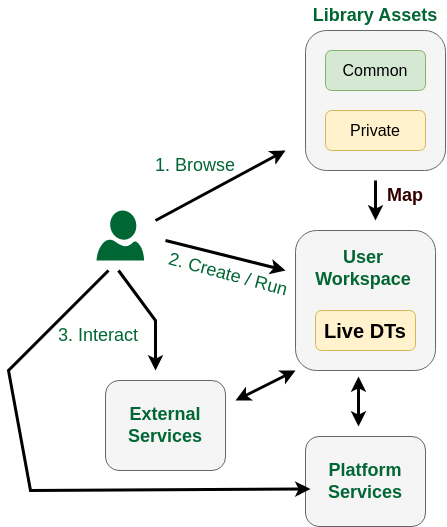 Library Assets
Common
Private
1. Browse
Map
2. Create / Run
User
Workspace
Live DTs
3. Interact
External
Services
Platform
Services